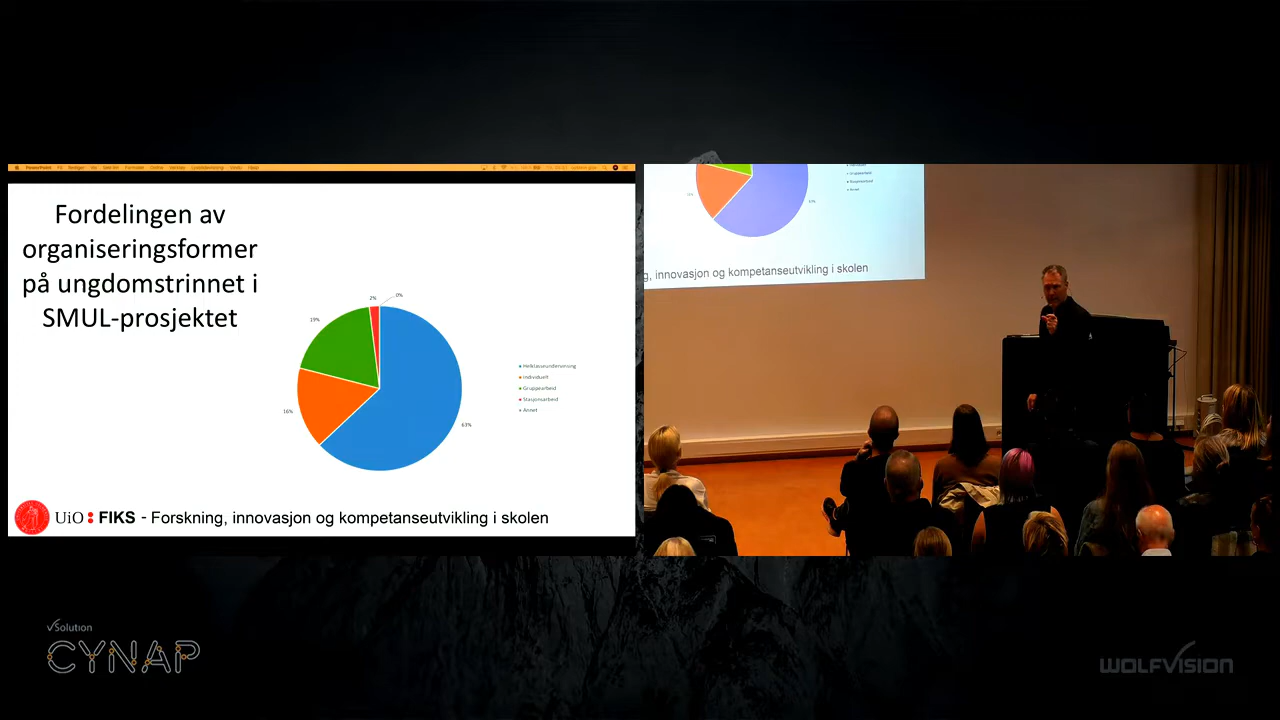 Fordelingen av
organiseringsformer
på ungdomstrinnet i
SMUL-prosjektet
2%
0%
19%
16%
63%
Helklasseundervisning
Individuelt
Gruppearbeid
Stasjonsarbeid
Annet
UiO FIKS - Forskning, innovasjon og kompetanseutvikling i skolen
innovasjon og kompetanseutvikling i skolen
vSolution
CYNAP
WOLFVISION